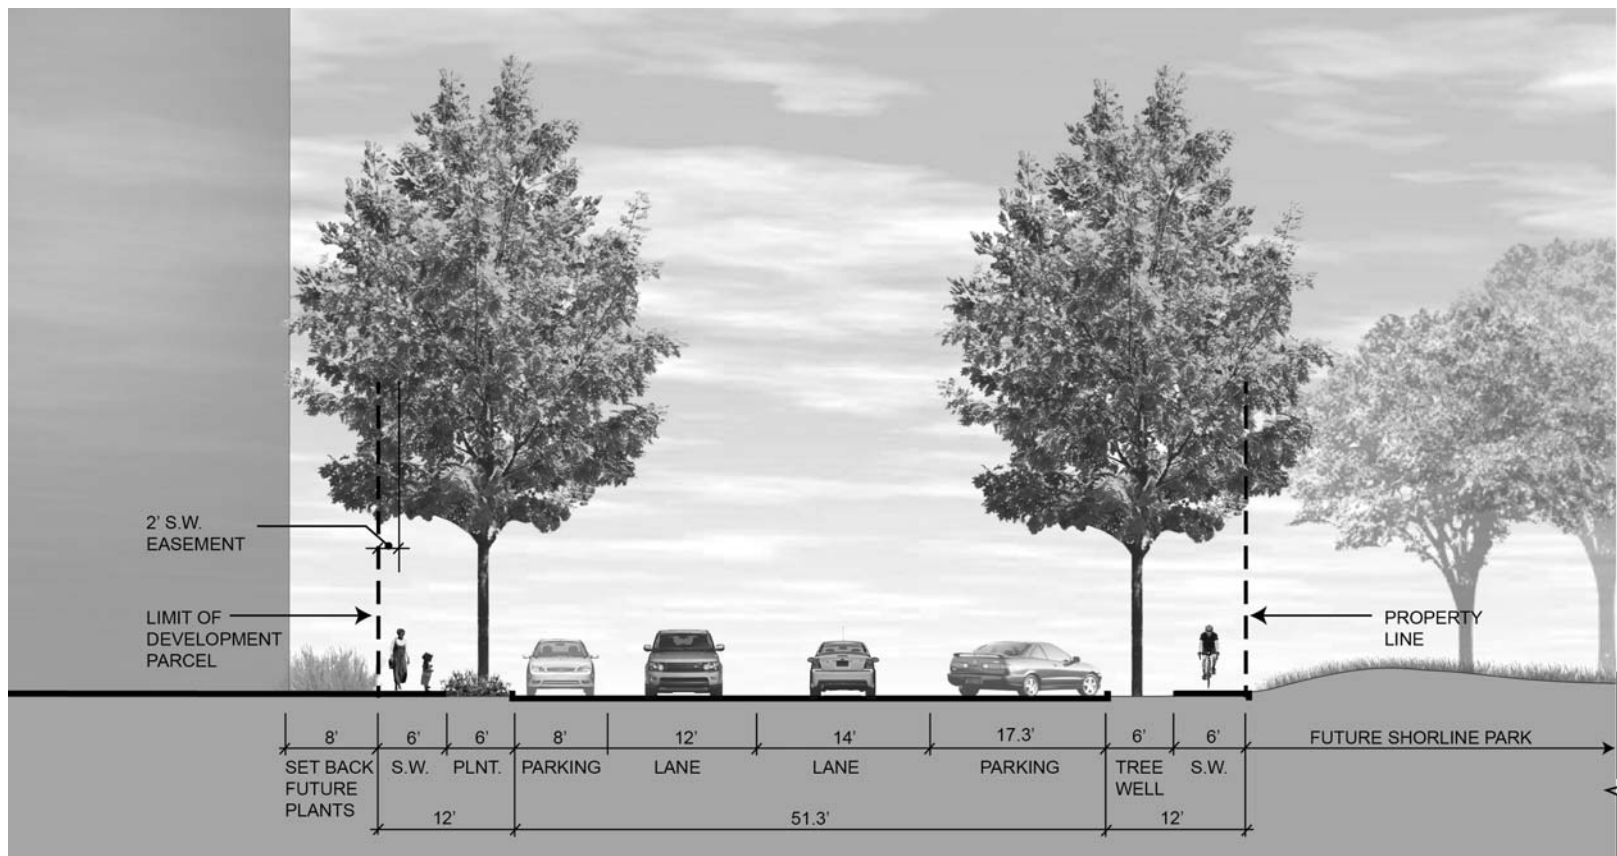 2' S.W.
EASEMENT
LIMIT OF
DEVELOPMENT
PARCEL
PROPERTY
LINE
8' 6' 6' 8' 12' 14' 17.3' 6' 6' FUTURE SHORLINE PARK
SET BACK
FUTURE
PLANTS
S.W. PLNT. PARKING LANE LANE PARKING
TREE
WELL
S.W.
12' 51.3' 12'